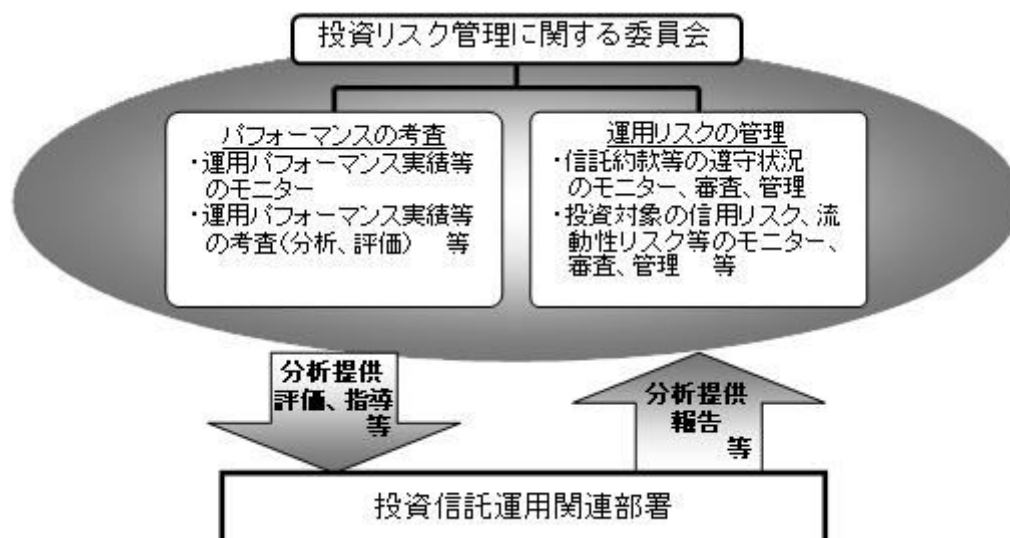 投資リスク管理に関する委員会
パフォーマンスの考査
・運用パフォーマンス実績等
のモニター
・運用パフォーマンス実績等
の考査(分析、評価) 等
運用リスクの管理
・信託約款等の遵守状況
のモニター、審査、管理
・投資対象の信用リスク、流
動性リスク等のモニター、
審査、管理 等
分析提供
評価、指導
等
分析提供
報告
等
投資信託運用関連部署